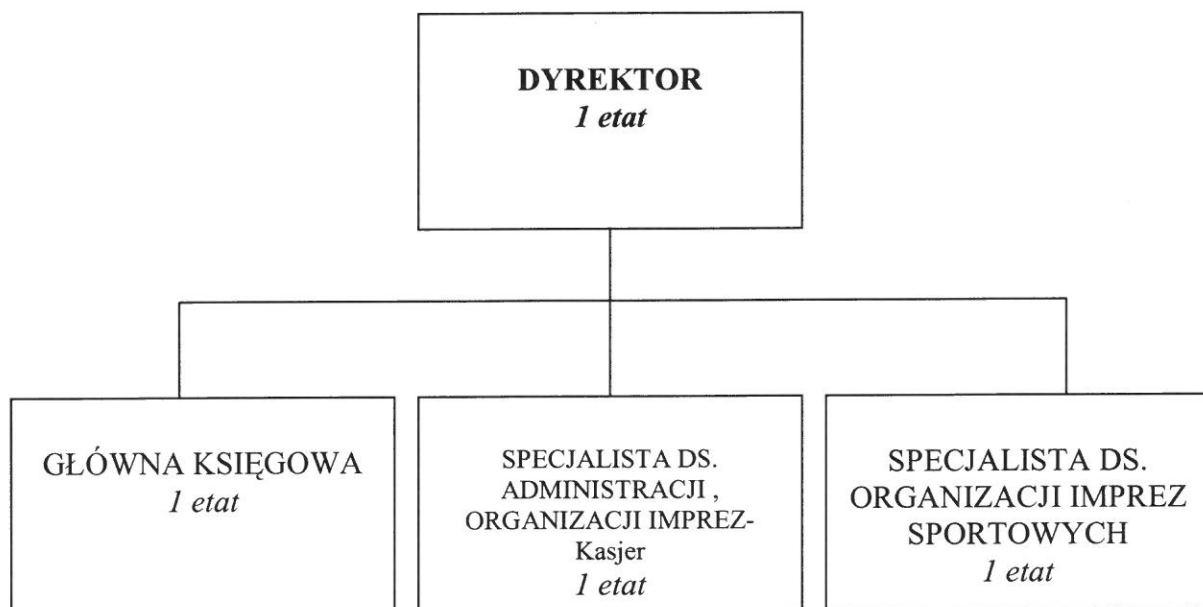 DYREKTOR
1 etat
GŁÓWNA KSIĘGOWA
1 etat
SPECJALISTA DS.
ADMINISTRACJI ,
ORGANIZACJI IMPREZ-
Kasjer
1 etat
SPECJALISTA DS.
ORGANIZACJI IMPREZ
SPORTOWYCH
1 etat